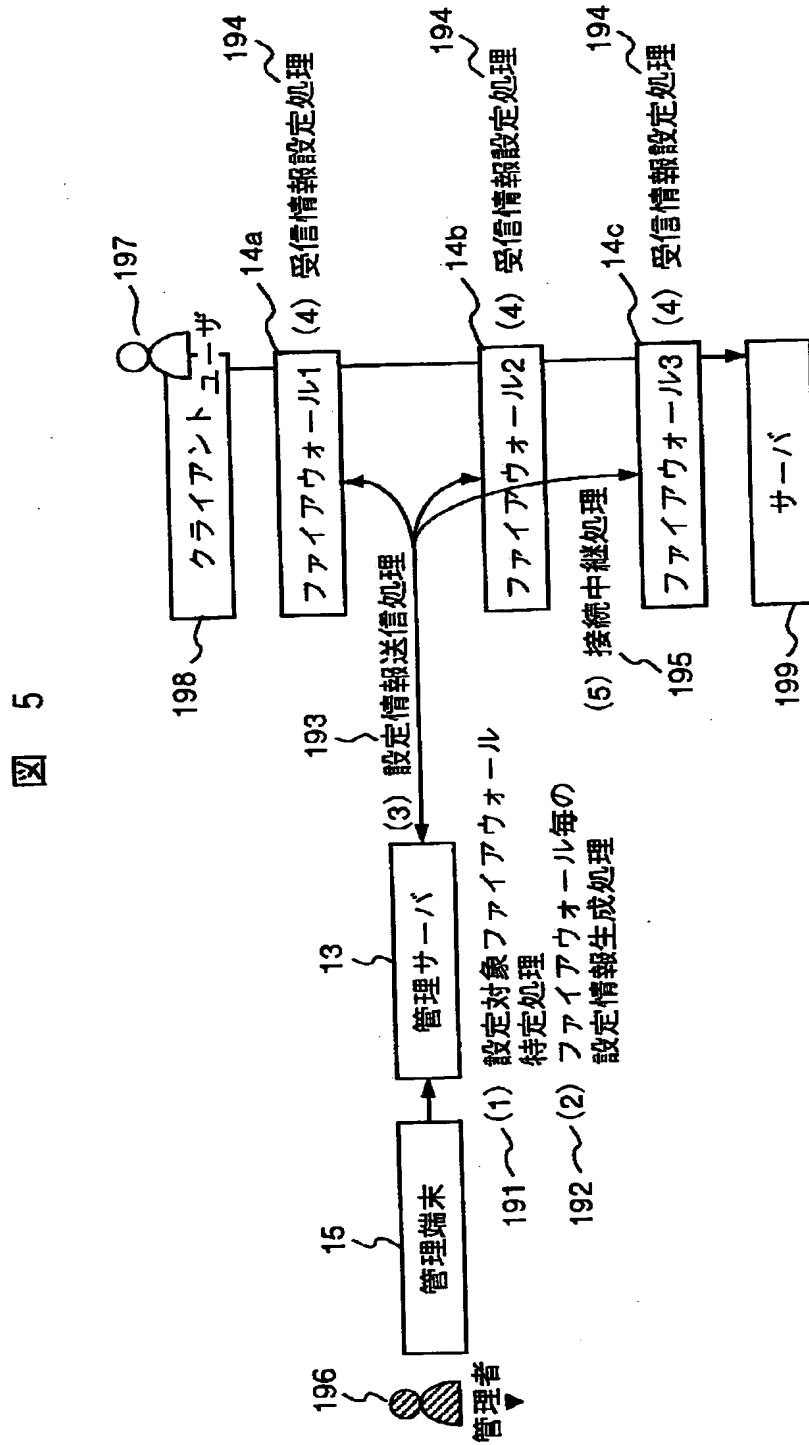 図 5
197
クライアント
ユーザ
198
194
14a
ファイアウォール1
(4) 受信情報設定処理
193
(3) 設定情報送信処理
194
14b
ファイアウォール2
(4) 受信情報設定処理
196
管理者
15
管理端末
13
管理サーバ
191
(1) 設定対象ファイアウォール
特定処理
192
(2) ファイアウォール毎の
設定情報生成処理
(5) 接続中継処理
195
194
14c
ファイアウォール3
(4) 受信情報設定処理
199
サーバ